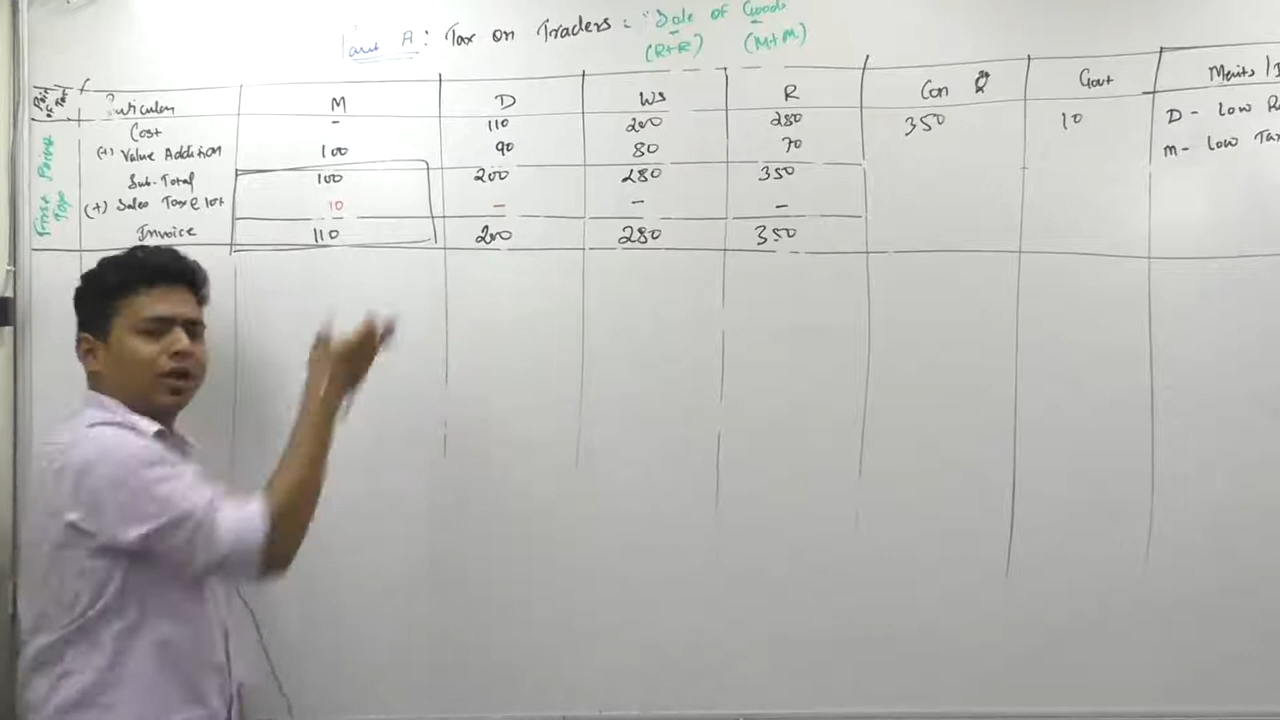 Part A: Tax on Traders: "Sale of Goods
(R+R) (M+M)
Particulars M D WS R Con Govt Merits / D
Cost - 110 200 280 350 10 D - Low R
(+) Value Addition 100 90 80 70 M - Low Tax
Sub-Total 100 200 280 350
(+) Sales Tax @ 10% 10 - - -
Invoice 110 200 280 350
First Point Tax